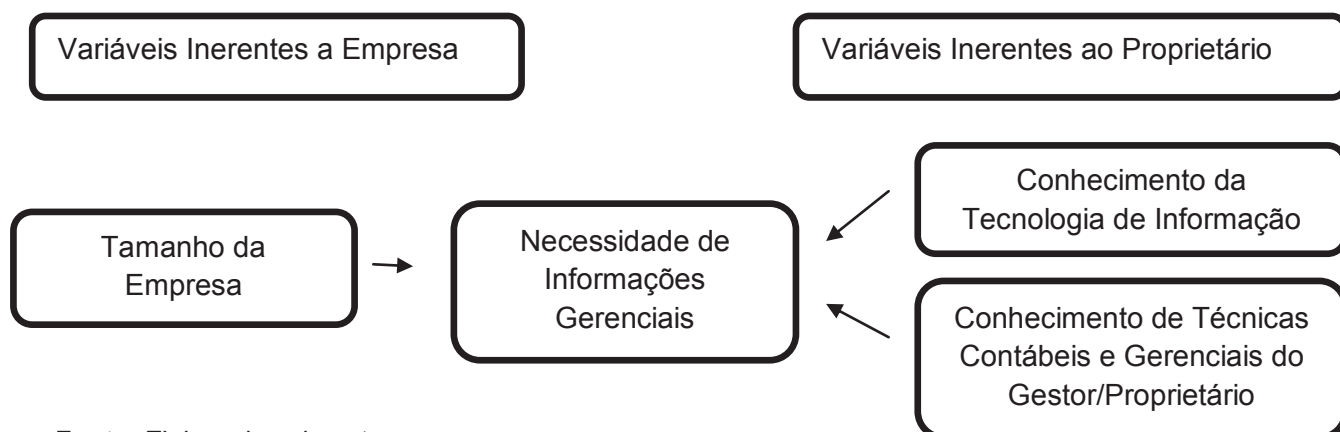 Variáveis Inerentes a Empresa
Variáveis Inerentes ao Proprietário
Tamanho da
Empresa
Necessidade de
Informações
Gerenciais
Conhecimento da
Tecnologia de Informação
Conhecimento de Técnicas
Contábeis e Gerenciais do
Gestor/Proprietário